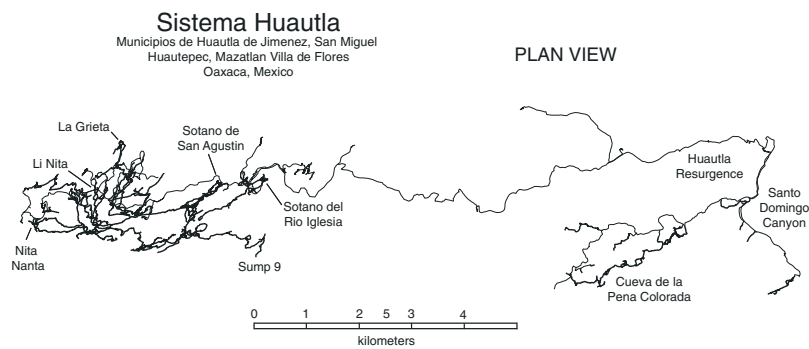 Sistema Huautla
Municipios de Huautla de Jimenez, San Miguel
Huautepec, Mazatlan Villa de Flores
Oaxaca, Mexico
PLAN VIEW
La Grieta
Sotano de
San Agustin
Li Nita
Huautla
Resurgence
Santo
Domingo
Canyon
Sotano del
Rio Iglesia
Nita
Nanta
Sump 9
Cueva de la
Pena Colorada
0 1 2 5 3 4
kilometers